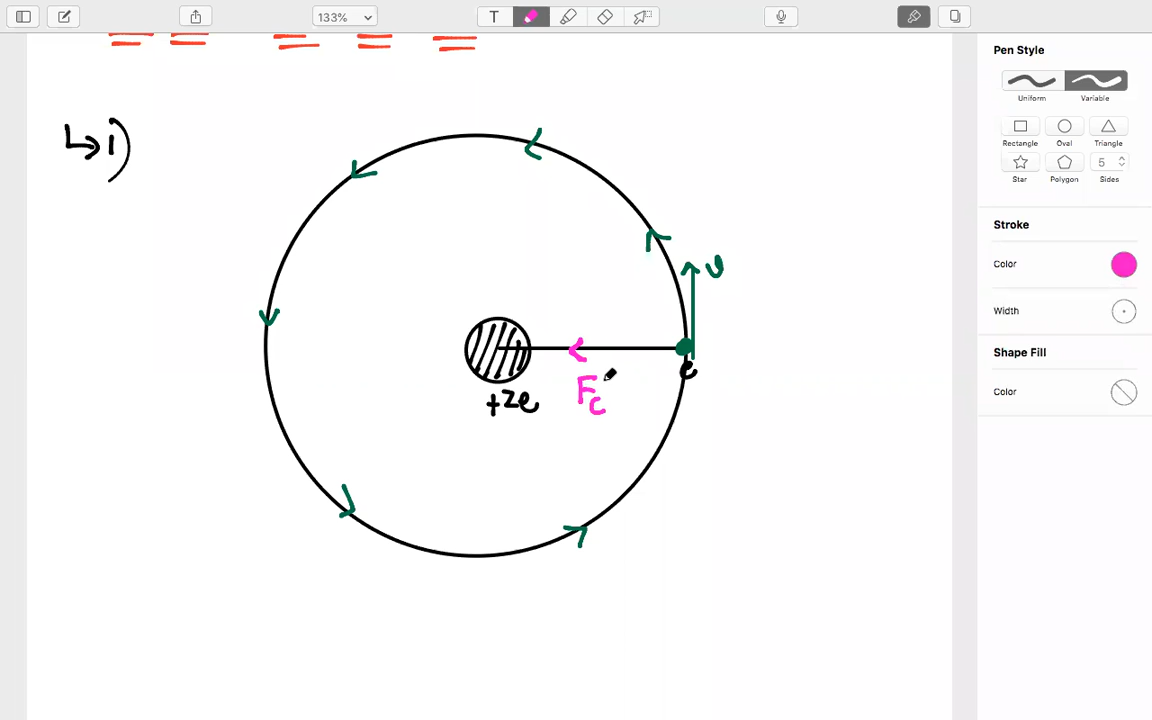 133%
T
Pen Style
Uniform
Variable
Rectangle
Oval
Triangle
Star
Polygon
5
Sides
Stroke
Color
Width
Shape Fill
Color
↳ i)
v
e
Fc
+ze